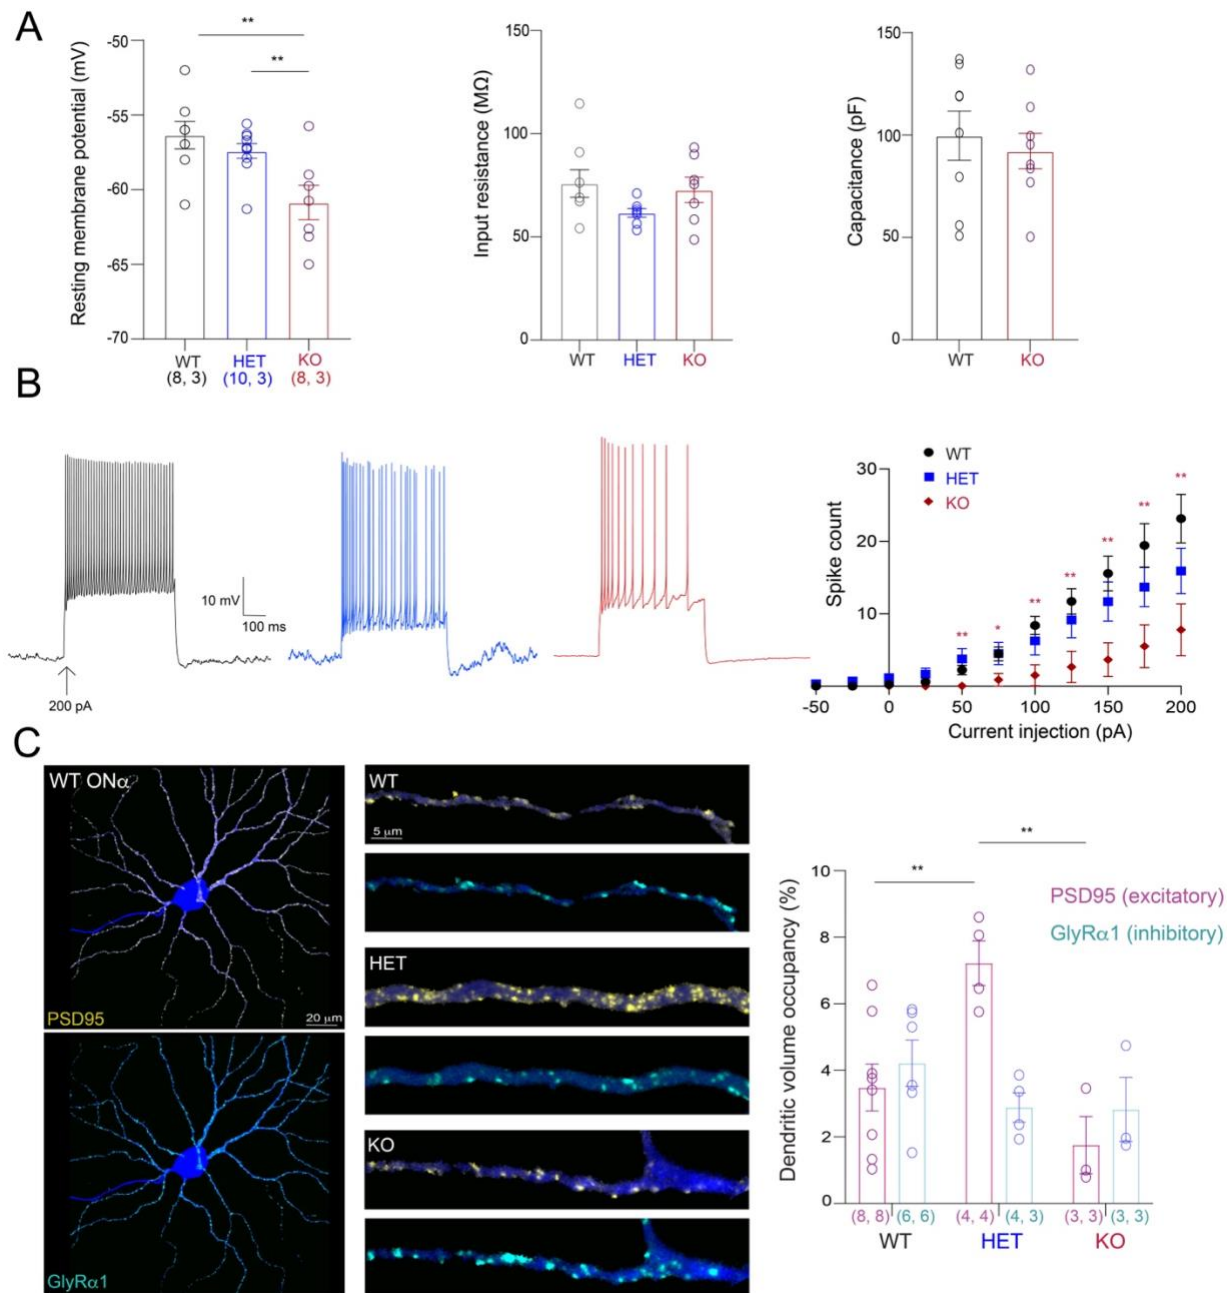 A
Resting membrane potential (mV)
-50
-55
-60
-65
-70
**
**
WT
HET
KO
(8, 3)
(10, 3)
(8, 3)
Input resistance (MΩ)
150
100
50
0
WT
HET
KO
Capacitance (pF)
150
100
50
0
WT
KO
B
10 mV
100 ms
200 pA
WT
HET
KO
Spike count
30
20
10
** * ** ** ** ** **
-50 0 50 100 150 200
Current injection (pA)
C
WT ONα
PSD95
20 μm
GlyRα1
WT
5 μm
HET
KO
Dendritic volume occupancy (%)
10
8
6
4
2
0
**
**
PSD95 (excitatory)
GlyRα1 (inhibitory)
(8, 8) (6, 6) (4, 4) (4, 3) (3, 3) (3, 3)
WT HET KO